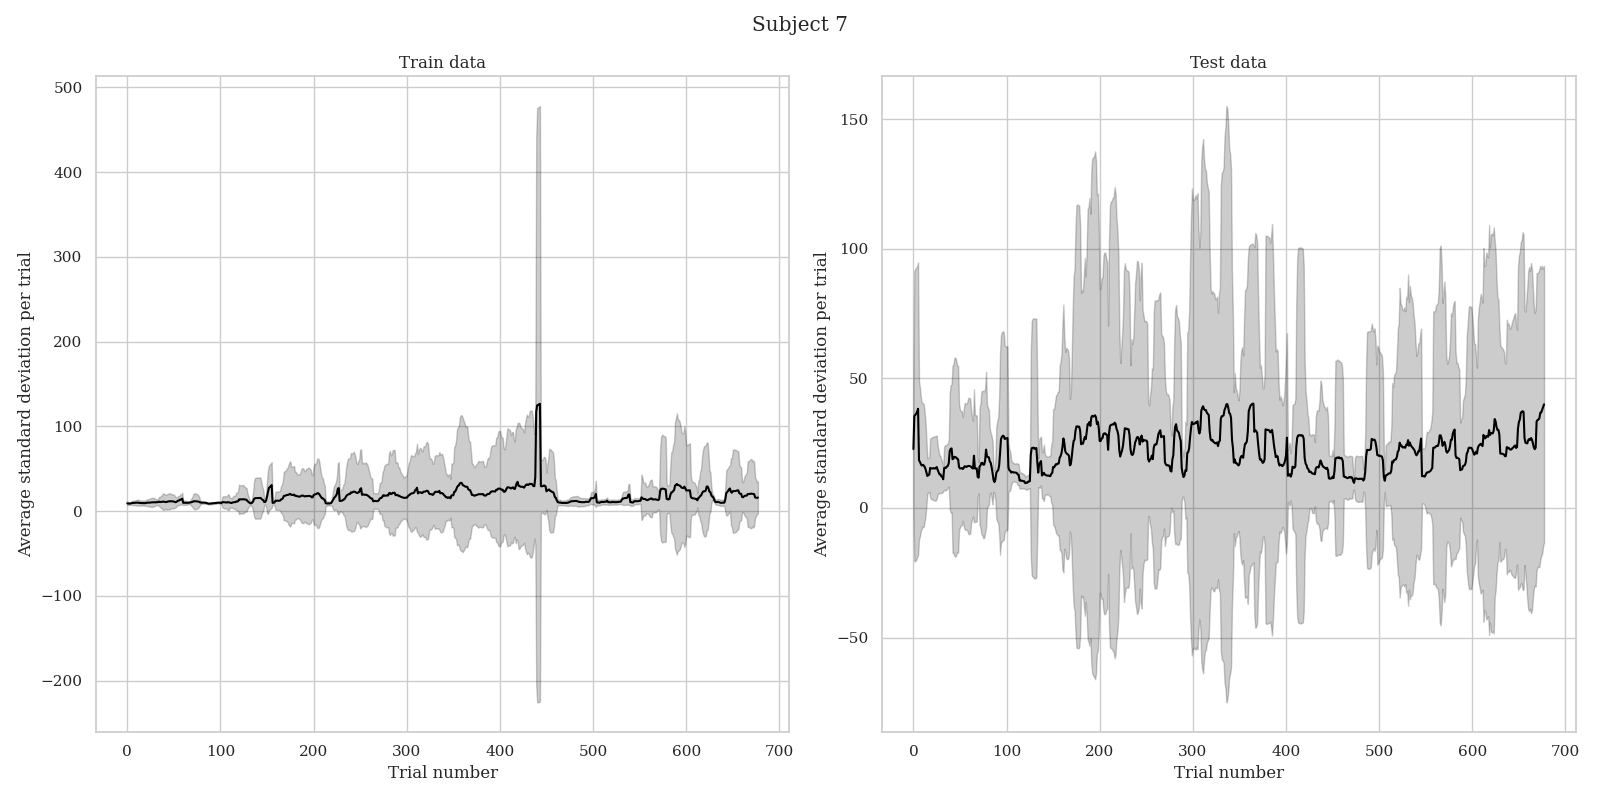 Subject 7
Train data
Average standard deviation per trial
500
400
300
200
100
0
−100
−200
0 100 200 300 400 500 600 700
Trial number
Test data
Average standard deviation per trial
150
100
50
0
−50
0 100 200 300 400 500 600 700
Trial number